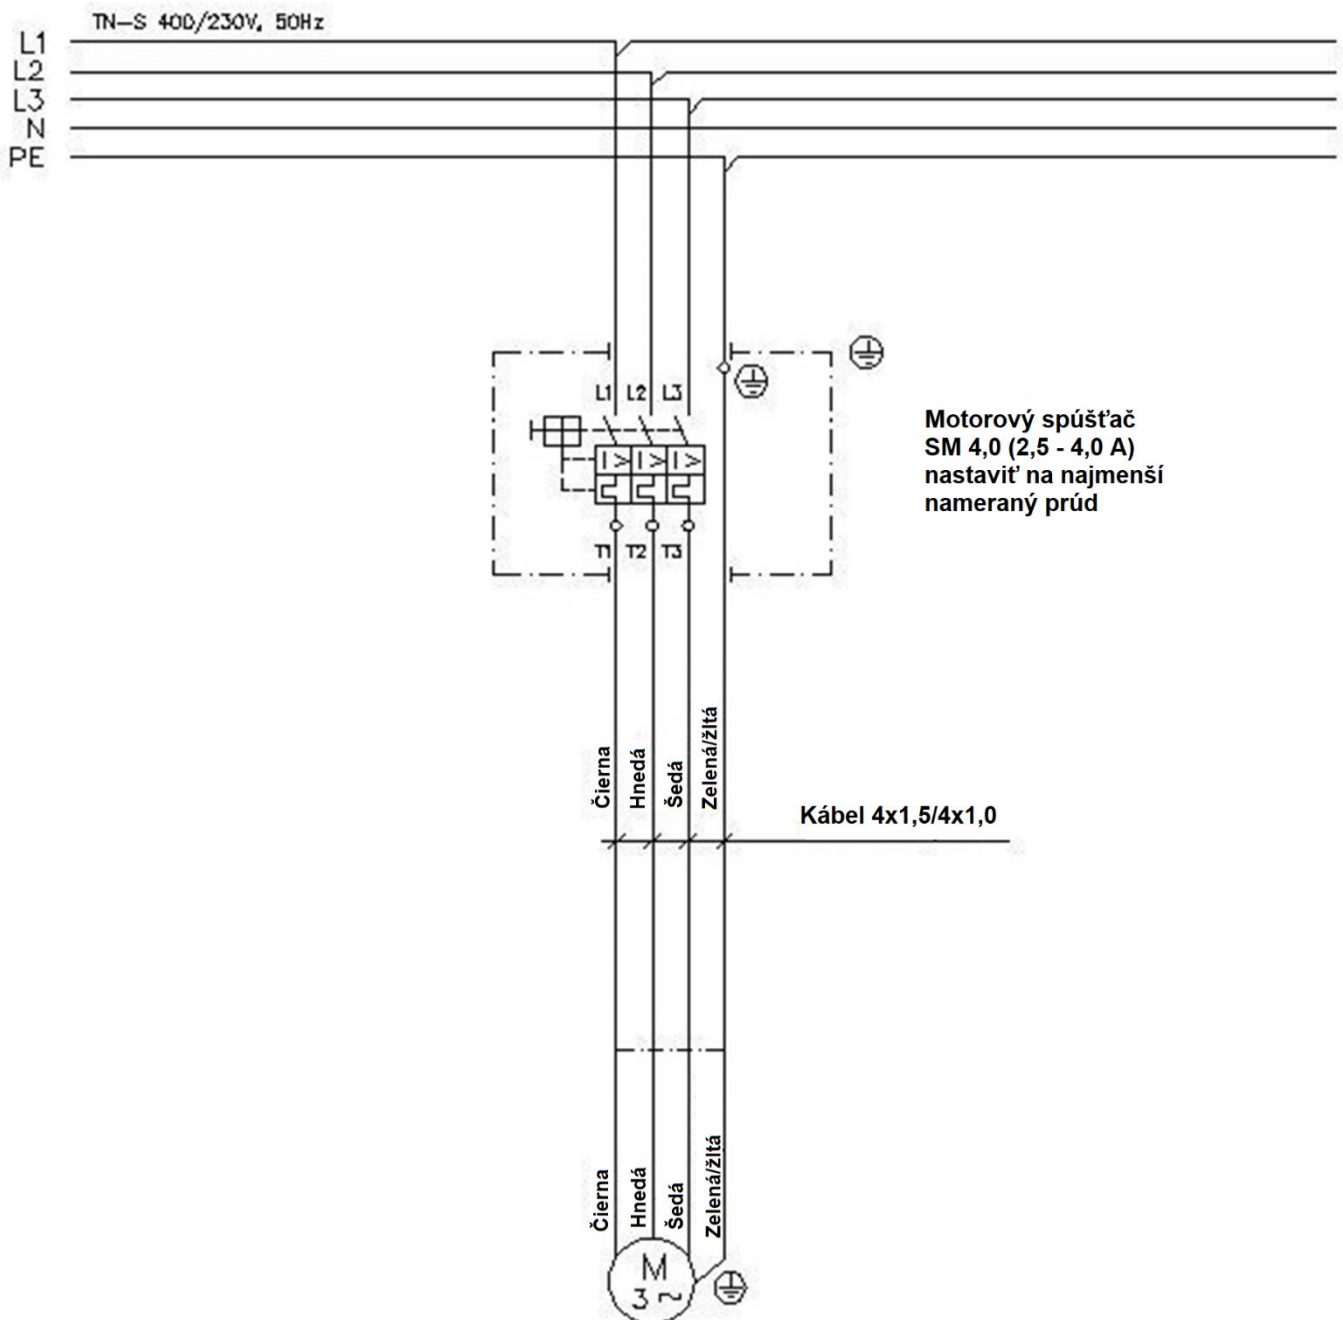 TN-S 400/230V, 50Hz
L1
L2
L3
N
PE
L1 L2 L3
I > I > I >
T1 T2 T3
Motorový spúšťač
SM 4,0 (2,5 - 4,0 A)
nastaviť na najmenší
nameraný prúd
Čierna
Hnedá
Šedá
Zelená/žltá
Kábel 4x1,5/4x1,0
Čierna
Hnedá
Šedá
Zelená/žltá
M
3 ~